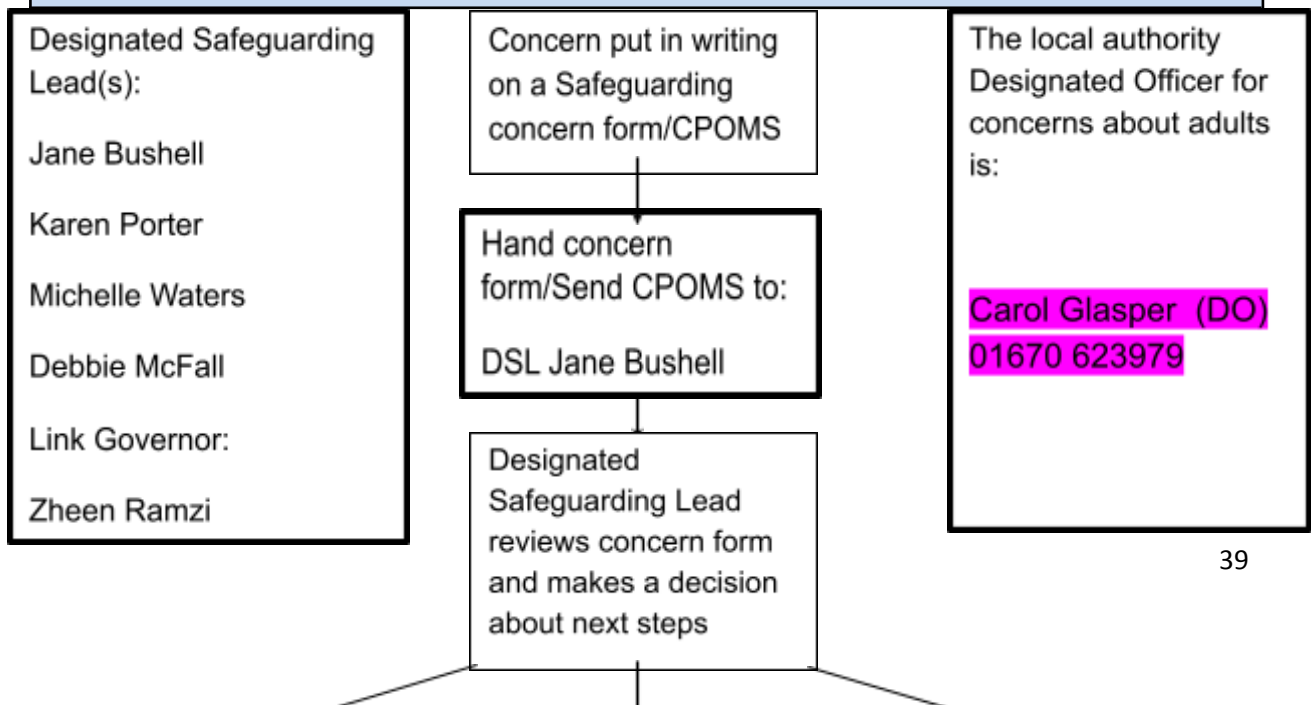 Designated Safeguarding
Lead(s):
Jane Bushell
Karen Porter
Michelle Waters
Debbie McFall
Link Governor:
Zheen Ramzi
Concern put in writing
on a Safeguarding
concern form/CPOMS
Hand concern
form/Send CPOMS to:
DSL Jane Bushell
Designated
Safeguarding Lead
reviews concern form
and makes a decision
about next steps
The local authority
Designated Officer for
concerns about adults
is:
Carol Glasper (DO)
01670 623979
39